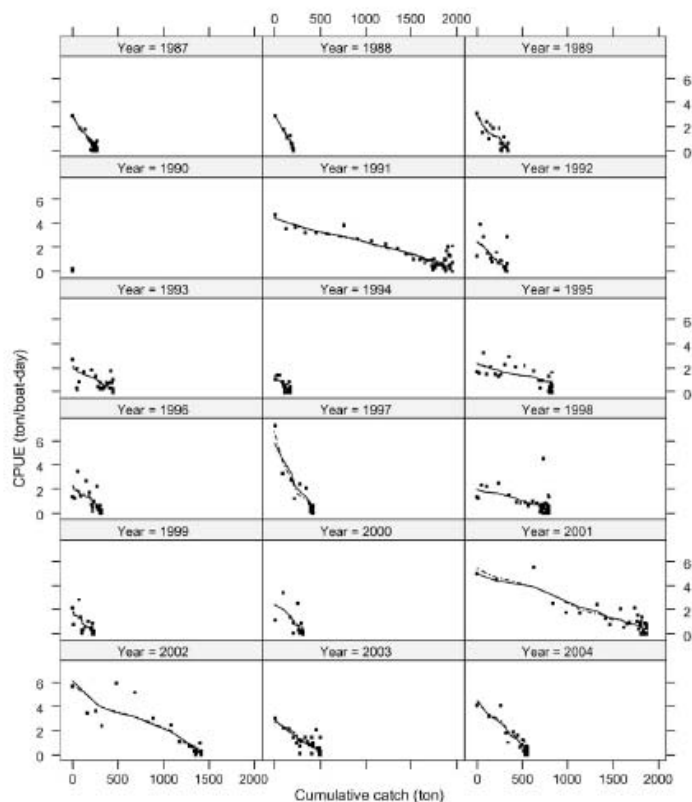 0 500 1000 2000
Year = 1987 Year = 1988 Year = 1989
6
4
2
0
Year = 1990 Year = 1991 Year = 1992
6
4
2
0
Year = 1993 Year = 1994 Year = 1995
6
4
2
0
Year = 1996 Year = 1997 Year = 1998
6
4
2
0
Year = 1999 Year = 2000 Year = 2001
6
4
2
0
Year = 2002 Year = 2003 Year = 2004
6
4
2
0
0 500 1000 1500 2000 0 500 1000 1500 2000
CPUE (ton/boat-day)
Cumulative catch (ton)